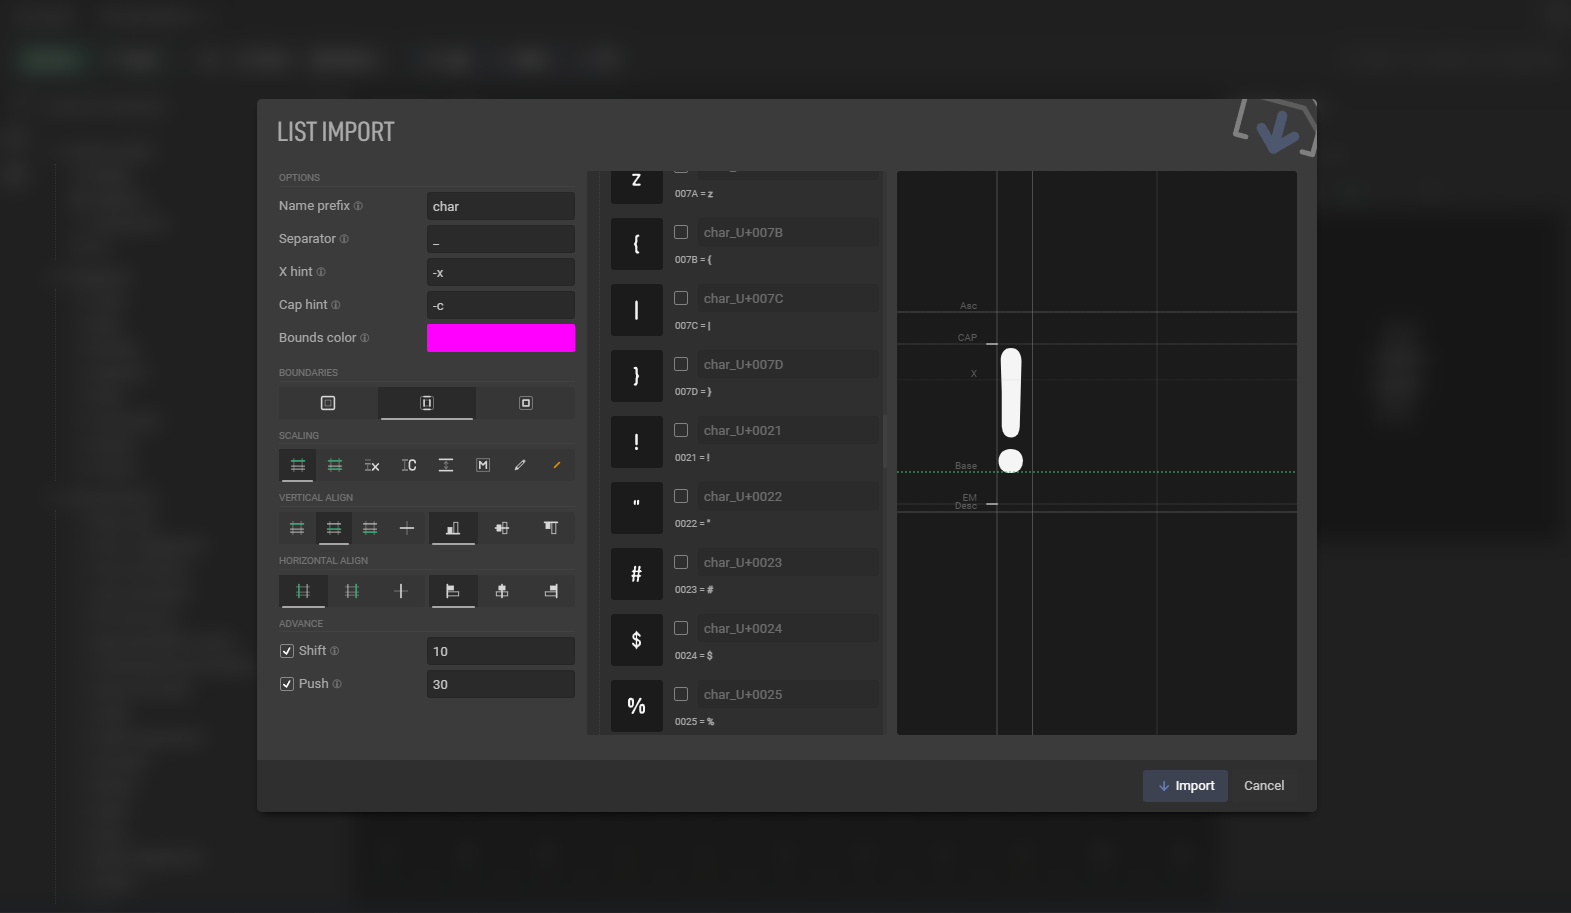 LIST IMPORT
OPTIONS
Name prefix
char
Separator
_
X hint
-x
Cap hint
-c
Bounds color
BOUNDARIES
SCALING
x
C
M
VERTICAL ALIGN
HORIZONTAL ALIGN
ADVANCE
Shift
10
Push
30
z
007A = z
{
char_U+007B
007B = {
|
char_U+007C
007C = |
}
char_U+007D
007D = }
!
char_U+0021
0021 = !
"
char_U+0022
0022 = "
#
char_U+0023
0023 = #
$
char_U+0024
0024 = $
%
char_U+0025
0025 = %
Asc
CAP
X
!
Base
EM
Desc
Import
Cancel